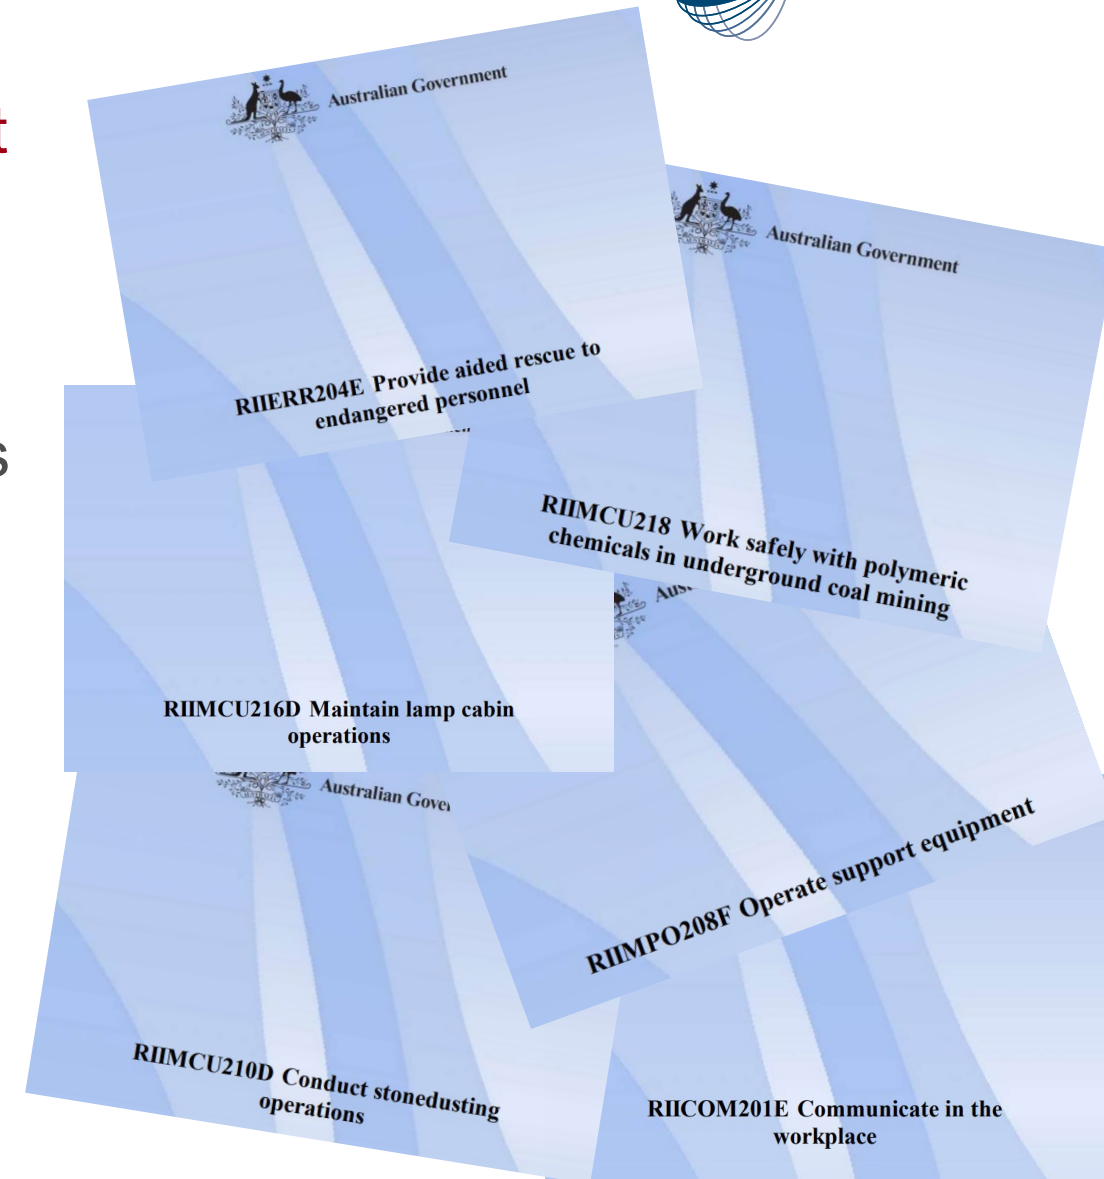 t
Australian Government
Australian Government
RIIERR204E Provide aided rescue to
endangered personnel
s
RIIMCU218 Work safely with polymeric
chemicals in underground coal mining
RIIMCU216D Maintain lamp cabin
operations
Australian
RIIMPO208F Operate support equipment
RIIMCU210D Conduct stonedusting
operations
RIICOM201E Communicate in the
workplace